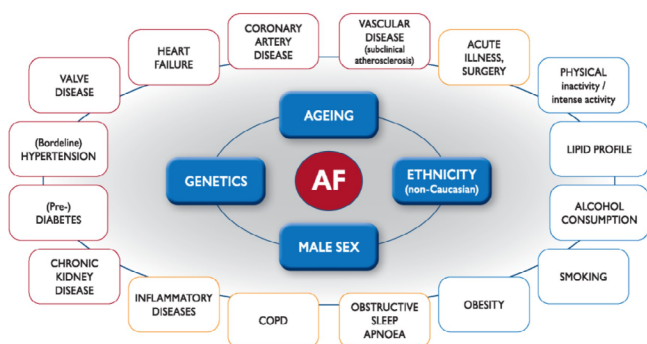 CORONARY
ARTERY
DISEASE
VASCULAR
DISEASE
(subclinical
atherosclerosis)
HEART
FAILURE
ACUTE
ILLNESS,
SURGERY
VALVE
DISEASE
PHYSICAL
inactivity /
intense activity
AGEING
(Bordeline)
HYPERTENSION
LIPID PROFILE
GENETICS
AF
ETHNICITY
(non-Caucasian)
(Pre-)
DIABETES
ALCOHOL
CONSUMPTION
MALE SEX
CHRONIC
KIDNEY
DISEASE
SMOKING
INFLAMMATORY
DISEASES
COPD
OBSTRUCTIVE
SLEEP
APNOEA
OBESITY